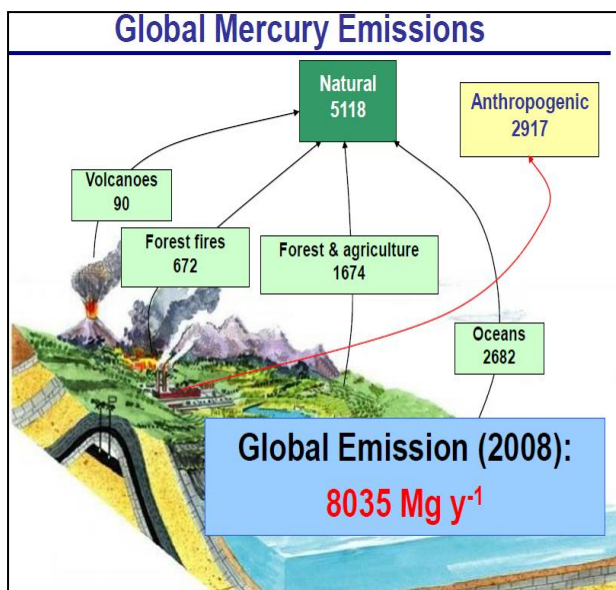 Global Mercury Emissions
Natural
5118
Anthropogenic
2917
Volcanoes
90
Forest fires
672
Forest & agriculture
1674
Oceans
2682
Global Emission (2008):
8035 Mg y⁻¹